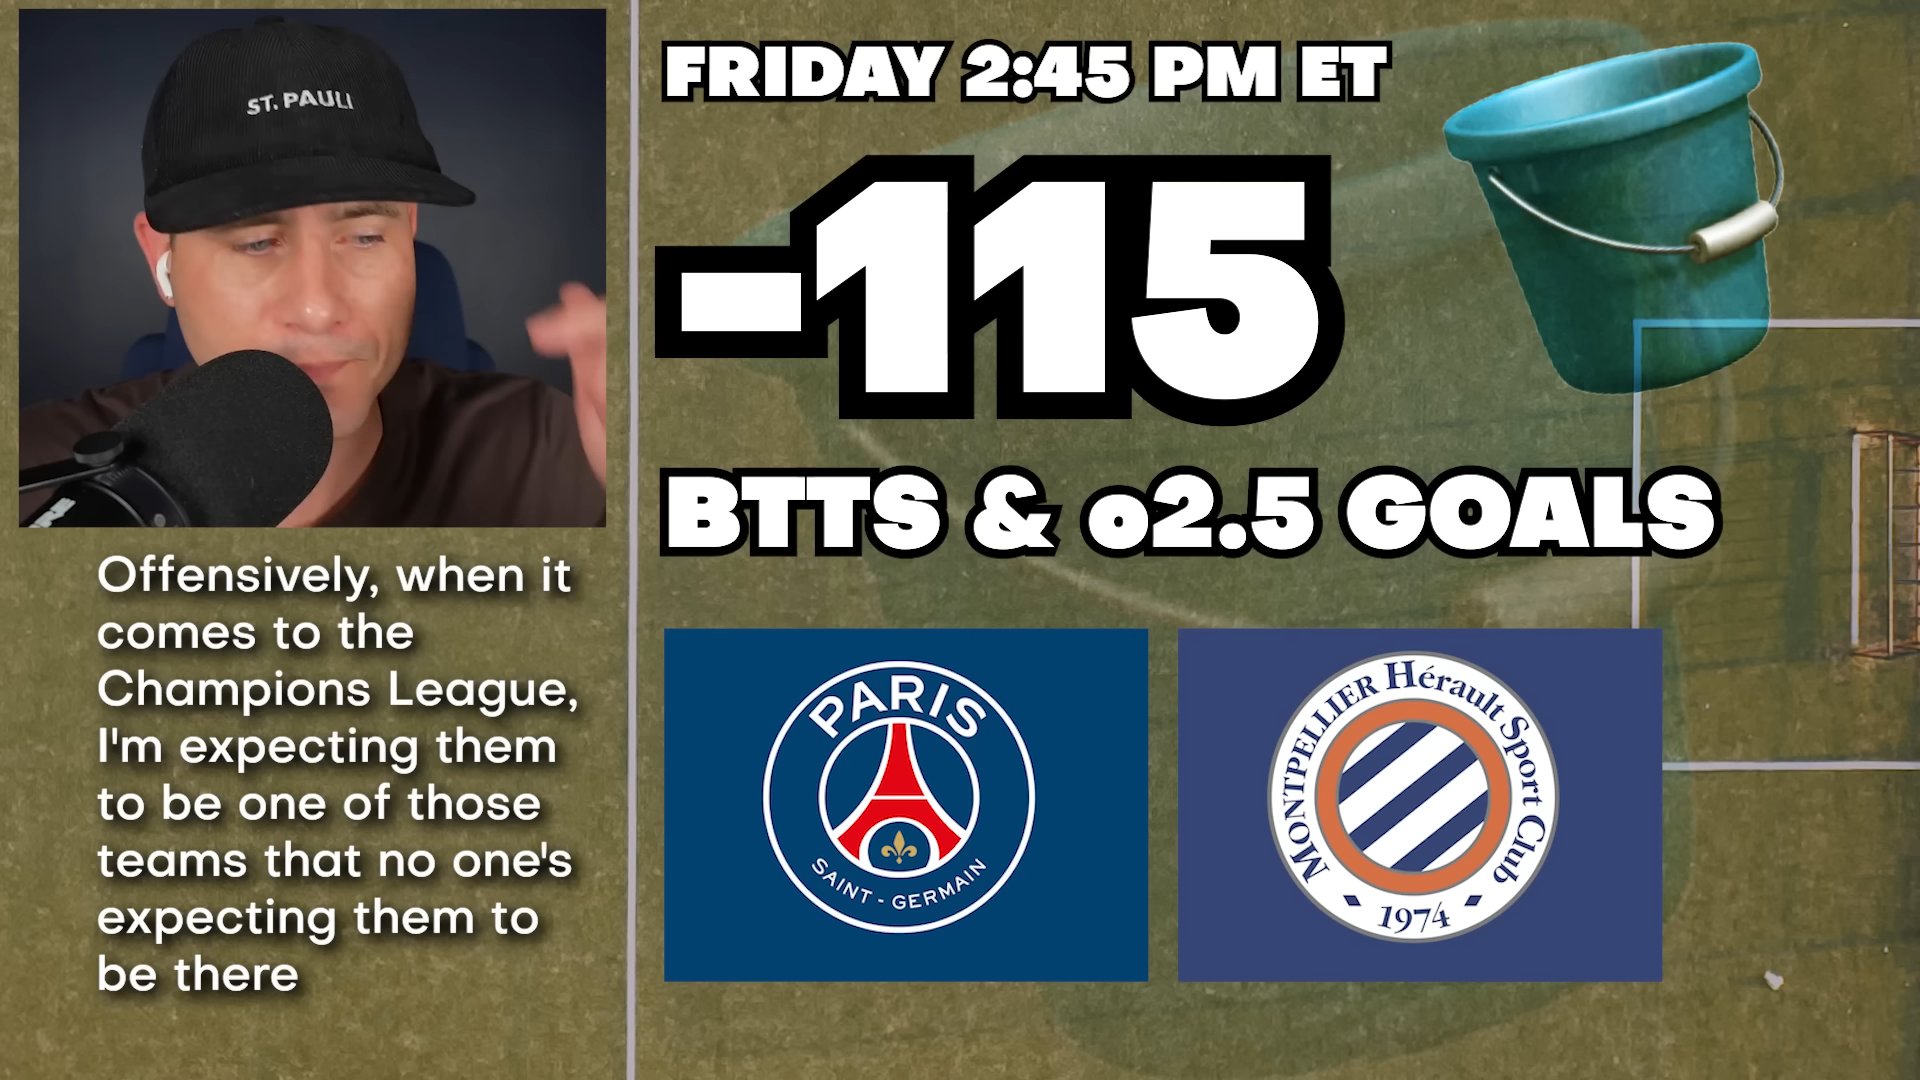 ST. PAULI
FRIDAY 2:45 PM ET
-115
BTTS & o2.5 GOALS
Offensively, when it
comes to the
Champions League,
I'm expecting them
to be one of those
teams that no one's
expecting them to
be there
PARIS
SAINT-GERMAIN
MONTPELLIER Hérault Sport Club
1974